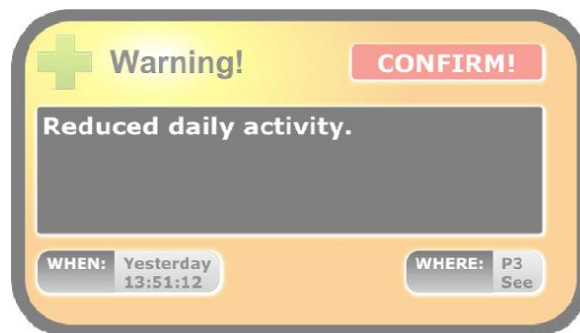 Warning!
CONFIRM!
Reduced daily activity.
WHEN: Yesterday
13:51:12
WHERE: P3
See